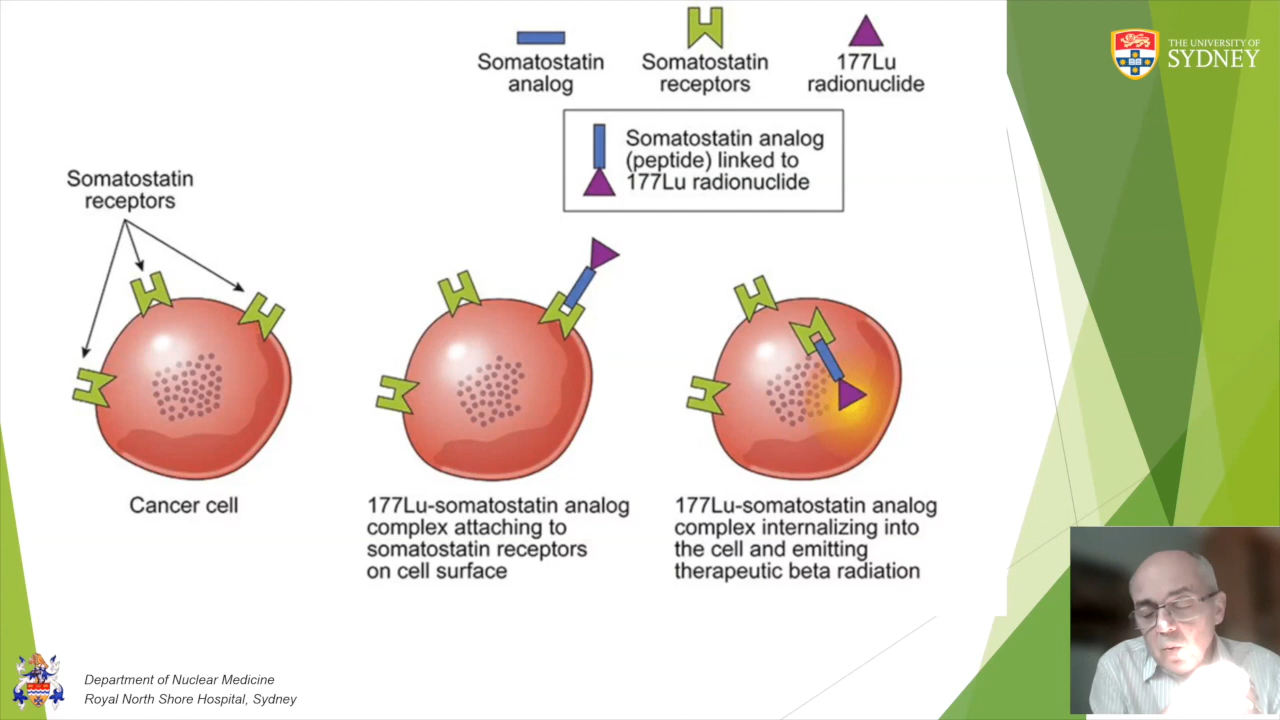 Somatostatin
analog
Somatostatin
receptors
177Lu
radionuclide
THE UNIVERSITY OF
SYDNEY
Somatostatin analog
(peptide) linked to
177Lu radionuclide
Somatostatin
receptors
Cancer cell
177Lu-somatostatin analog
complex attaching to
somatostatin receptors
on cell surface
177Lu-somatostatin analog
complex internalizing into
the cell and emitting
therapeutic beta radiation
Department of Nuclear Medicine
Royal North Shore Hospital, Sydney